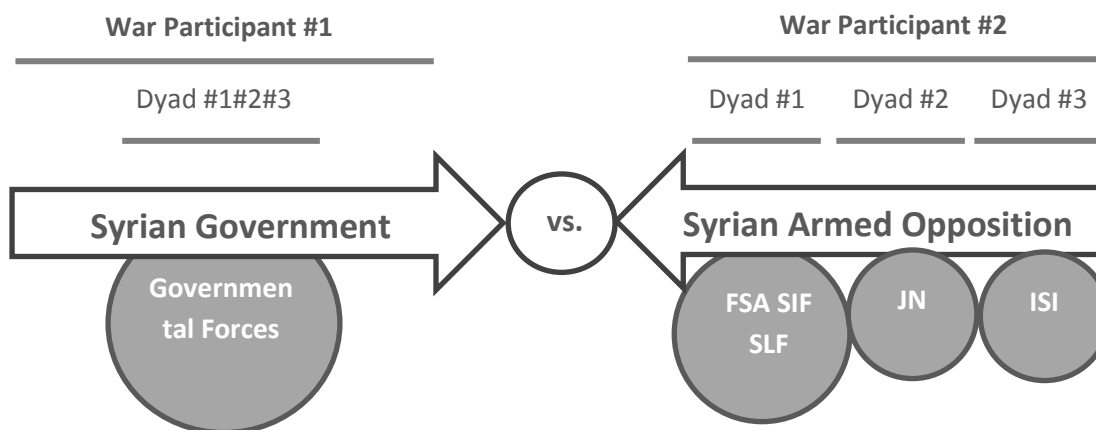 War Participant #1
War Participant #2
Dyad #1#2#3
Dyad #1
Dyad #2
Dyad #3
Syrian Government
vs.
Syrian Armed Opposition
Governmen
tal Forces
FSA SIF
SLF
JN
ISI